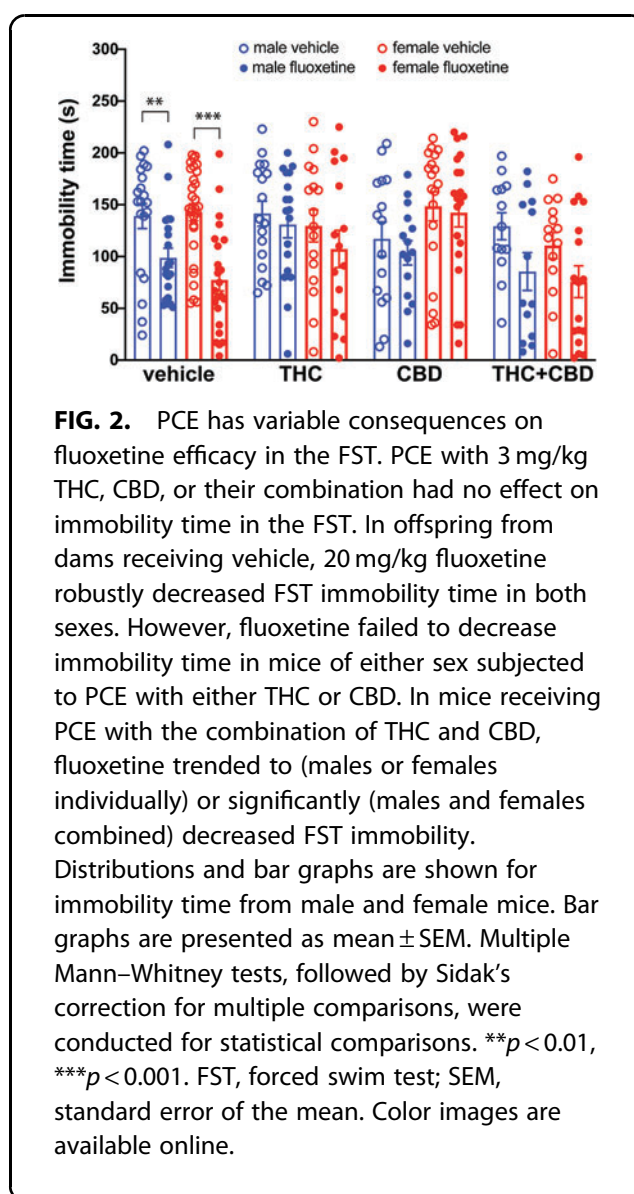 300
250
200
150
100
50
0
Immobility time (s)
male vehicle
female vehicle
male fluoxetine
female fluoxetine
**
***
vehicle
THC
CBD
THC+CBD
FIG. 2. PCE has variable consequences on
fluoxetine efficacy in the FST. PCE with 3 mg/kg
THC, CBD, or their combination had no effect on
immobility time in the FST. In offspring from
dams receiving vehicle, 20 mg/kg fluoxetine
robustly decreased FST immobility time in both
sexes. However, fluoxetine failed to decrease
immobility time in mice of either sex subjected
to PCE with either THC or CBD. In mice receiving
PCE with the combination of THC and CBD,
fluoxetine trended to (males or females
individually) or significantly (males and females
combined) decreased FST immobility.
Distributions and bar graphs are shown for
immobility time from male and female mice. Bar
graphs are presented as mean ± SEM. Multiple
Mann–Whitney tests, followed by Sidak's
correction for multiple comparisons, were
conducted for statistical comparisons. **p < 0.01,
***p < 0.001. FST, forced swim test; SEM,
standard error of the mean. Color images are
available online.